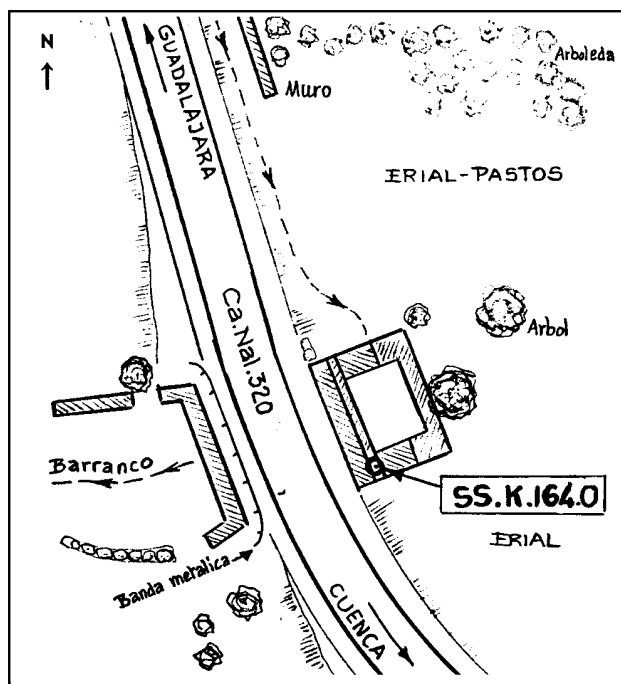 N
GUADALAJARA
Muro
Arboleda
ERIAL-PASTOS
Ca.Nal.320
Arbol
Barranco
SS.K.164.0
ERIAL
Banda metalica
CUENCA